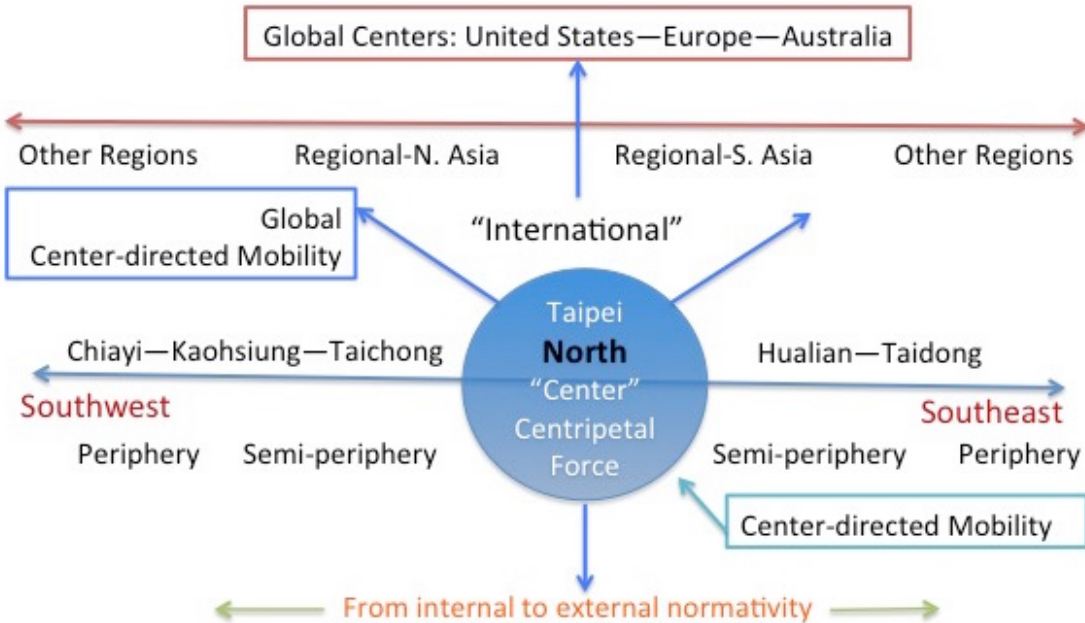 Global Centers: United States—Europe—Australia
Other Regions
Regional-N. Asia
Regional-S. Asia
Other Regions
Global
Center-directed Mobility
“International”
Taipei
North
“Center”
Centripetal
Force
Chiayi—Kaohsiung—Taichong
Hualian—Taidong
Southwest
Southeast
Periphery
Semi-periphery
Semi-periphery
Periphery
Center-directed Mobility
From internal to external normativity